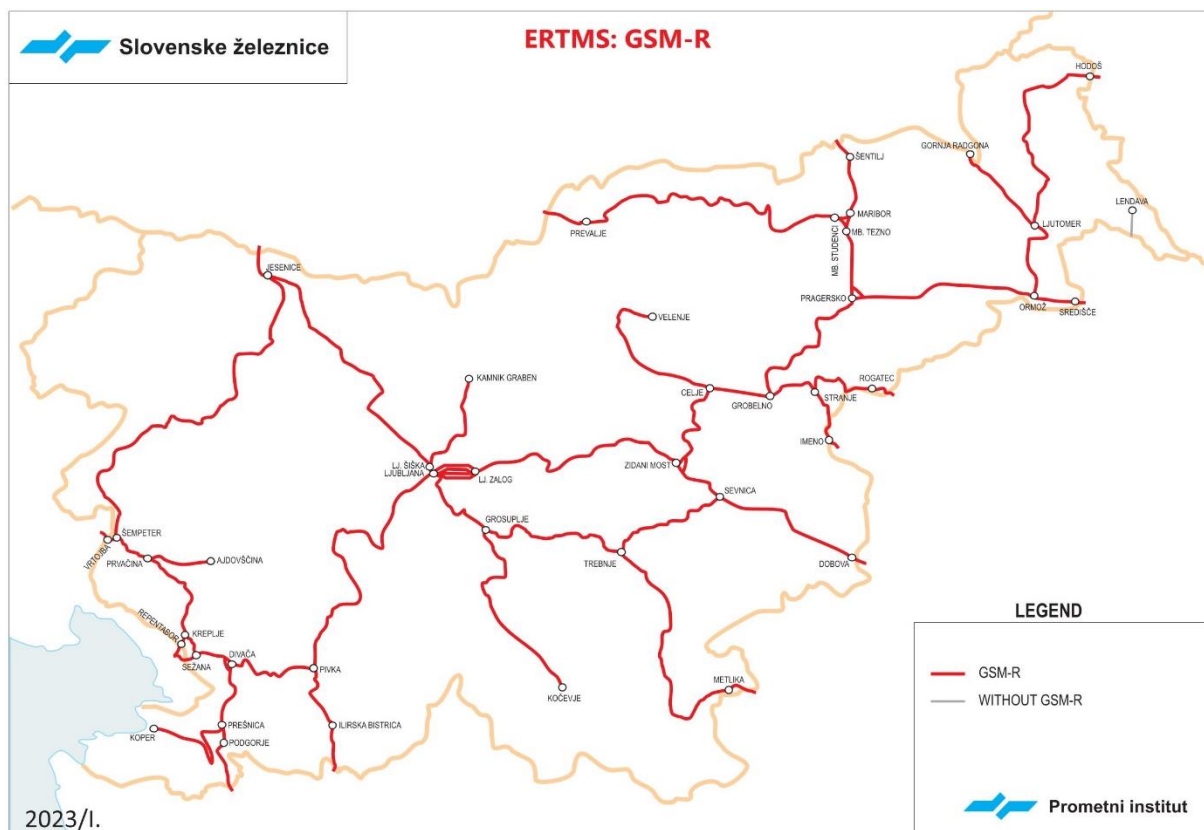 Slovenske železnice
ERTMS: GSM-R
HODOŠ
ŠENTILJ
GORNJA RADGONA
LENDAVA
MARIBOR
LJUTOMER
PREVALJE
MB. STUDENCI
MB. TEZNO
JESENICE
PRAGERSKO
ORMOŽ
SREDIŠČE
VELENJE
KAMNIK GRABEN
CELJE
GROBELNO
STRANJE
ROGATEC
IMENO
LJ. ŠIŠKA
LJUBLJANA
LJ. ZALOG
ZIDANI MOST
SEVNICA
GROSUPLJE
ŠEMPETER
VRTOJBA
PRVAČINA
AJDOVŠČINA
TREBNJE
DOBOVA
REPENTABOR
KREPLJE
SEŽANA
DIVAČA
PIVKA
KOČEVJE
METLIKA
PREŠNICA
ILIRSKA BISTRICA
KOPER
PODGORJE
LEGEND
GSM-R
WITHOUT GSM-R
2023/I.
Prometni institut